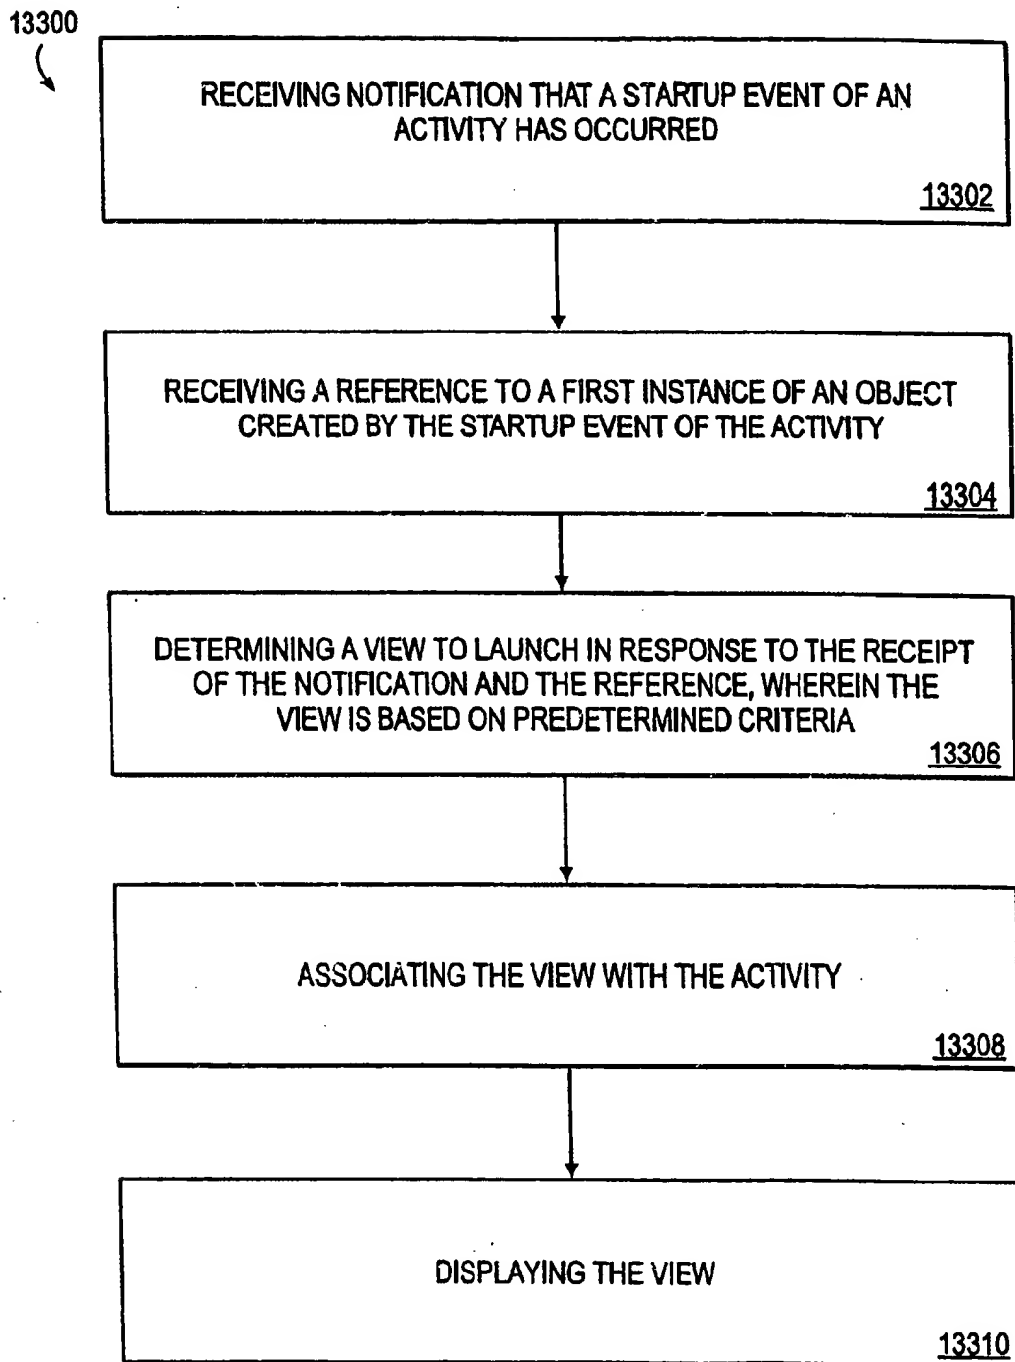 13300
RECEIVING NOTIFICATION THAT A STARTUP EVENT OF AN
ACTIVITY HAS OCCURRED
13302
RECEIVING A REFERENCE TO A FIRST INSTANCE OF AN OBJECT
CREATED BY THE STARTUP EVENT OF THE ACTIVITY
13304
DETERMINING A VIEW TO LAUNCH IN RESPONSE TO THE RECEIPT
OF THE NOTIFICATION AND THE REFERENCE, WHEREIN THE
VIEW IS BASED ON PREDETERMINED CRITERIA
13306
ASSOCIATING THE VIEW WITH THE ACTIVITY
13308
DISPLAYING THE VIEW
13310